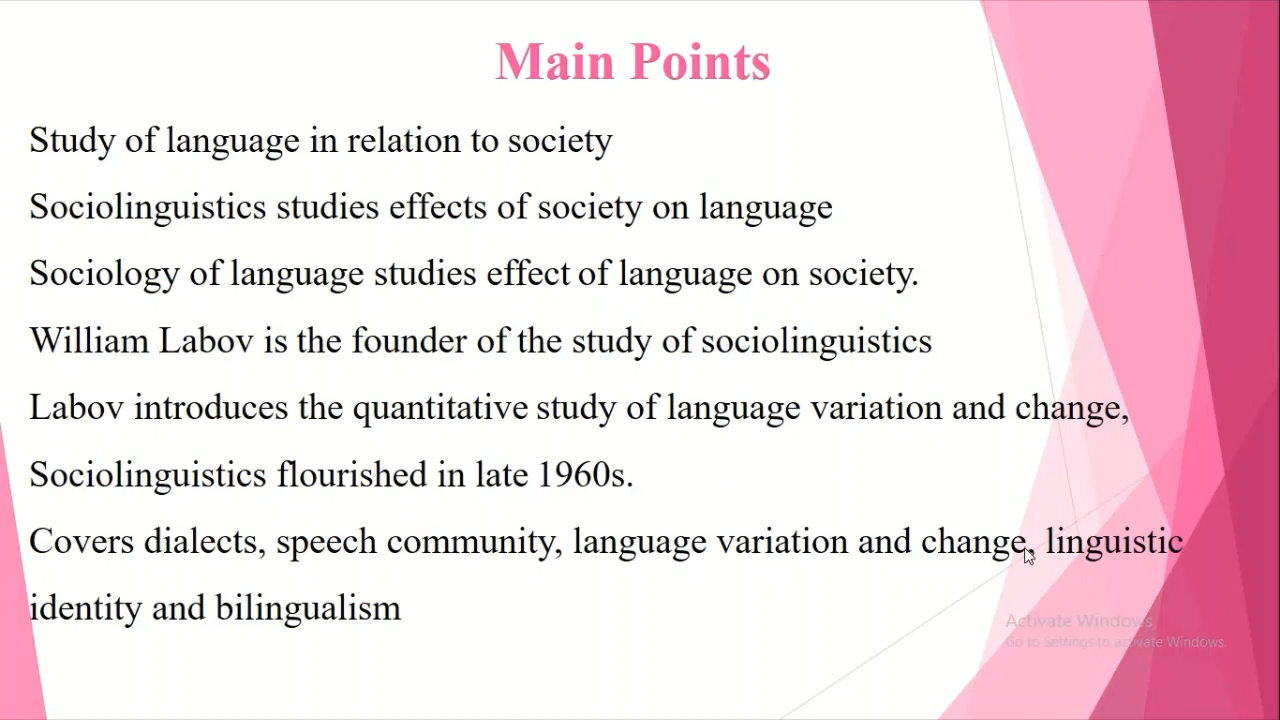 Main Points
Study of language in relation to society
Sociolinguistics studies effects of society on language
Sociology of language studies effect of language on society.
William Labov is the founder of the study of sociolinguistics
Labov introduces the quantitative study of language variation and change,
Sociolinguistics flourished in late 1960s.
Covers dialects, speech community, language variation and change, linguistic
identity and bilingualism
Activate Windows
Go to Settings to activate Windows.